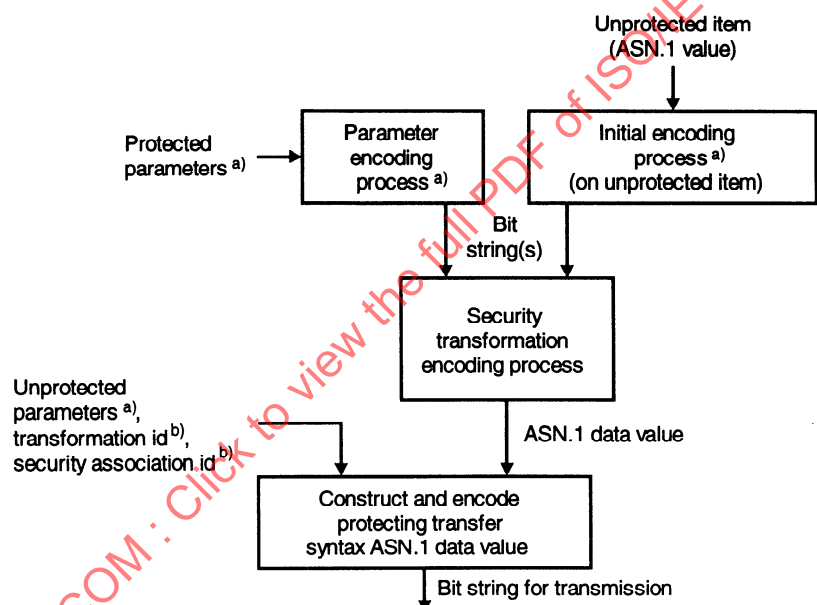 Unprotected item
(ASN.1 value)
Protected
parameters a)
Parameter
encoding
process a)
Initial encoding
process a)
(on unprotected item)
Bit
string(s)
Security
transformation
encoding process
Unprotected
parameters a),
transformation id b),
security association id b)
ASN.1 data value
Construct and encode
protecting transfer
syntax ASN.1 data value
Bit string for transmission
COM : Click to view the full PDF of ISO/IE